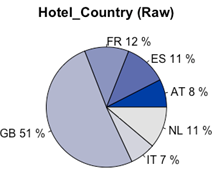 Hotel_Country (Raw)
FR 12 %
ES 11 %
AT 8 %
GB 51 %
NL 11 %
IT 7 %